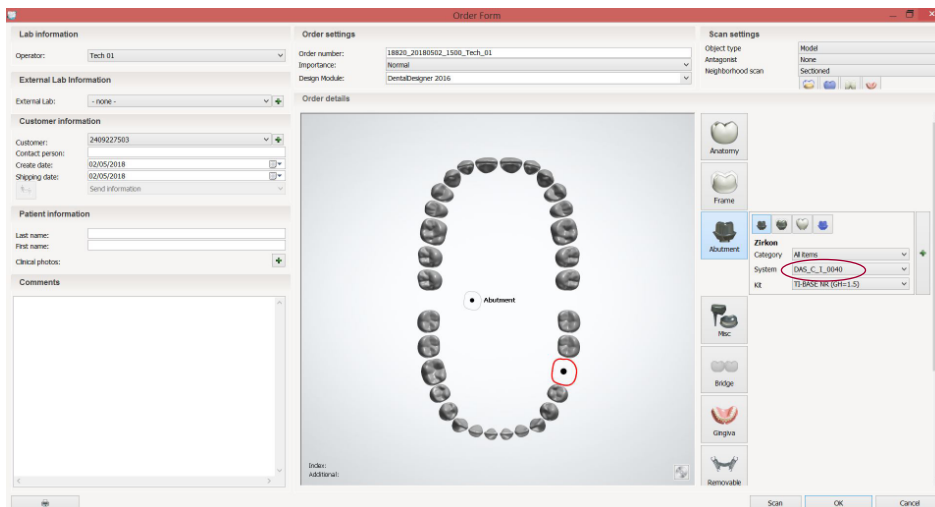 Order Form
Lab information
Operator:
Tech 01
External Lab Information
External Lab:
- none -
Customer information
Customer:
2409227503
Contact person:
Create date:
02/05/2018
Shipping date:
02/05/2018
Send information
Patient information
Last name:
First name:
Clinical photos:
Comments
Order settings
Order number:
18820_20180502_1500_Tech_01
Importance:
Normal
Design Module:
DentalDesigner 2016
Order details
Abutment
Index:
Additional:
Scan settings
Object type
Model
Antagonist
None
Neighborhood scan
Sectioned
Anatomy
Frame
Abutment
Zirkon
Category
All items
System
DAS_C_I_0040
Kit
TI-BASE NR (GH=1.5)
Misc
Bridge
Gingiva
Removable
Scan
OK
Cancel